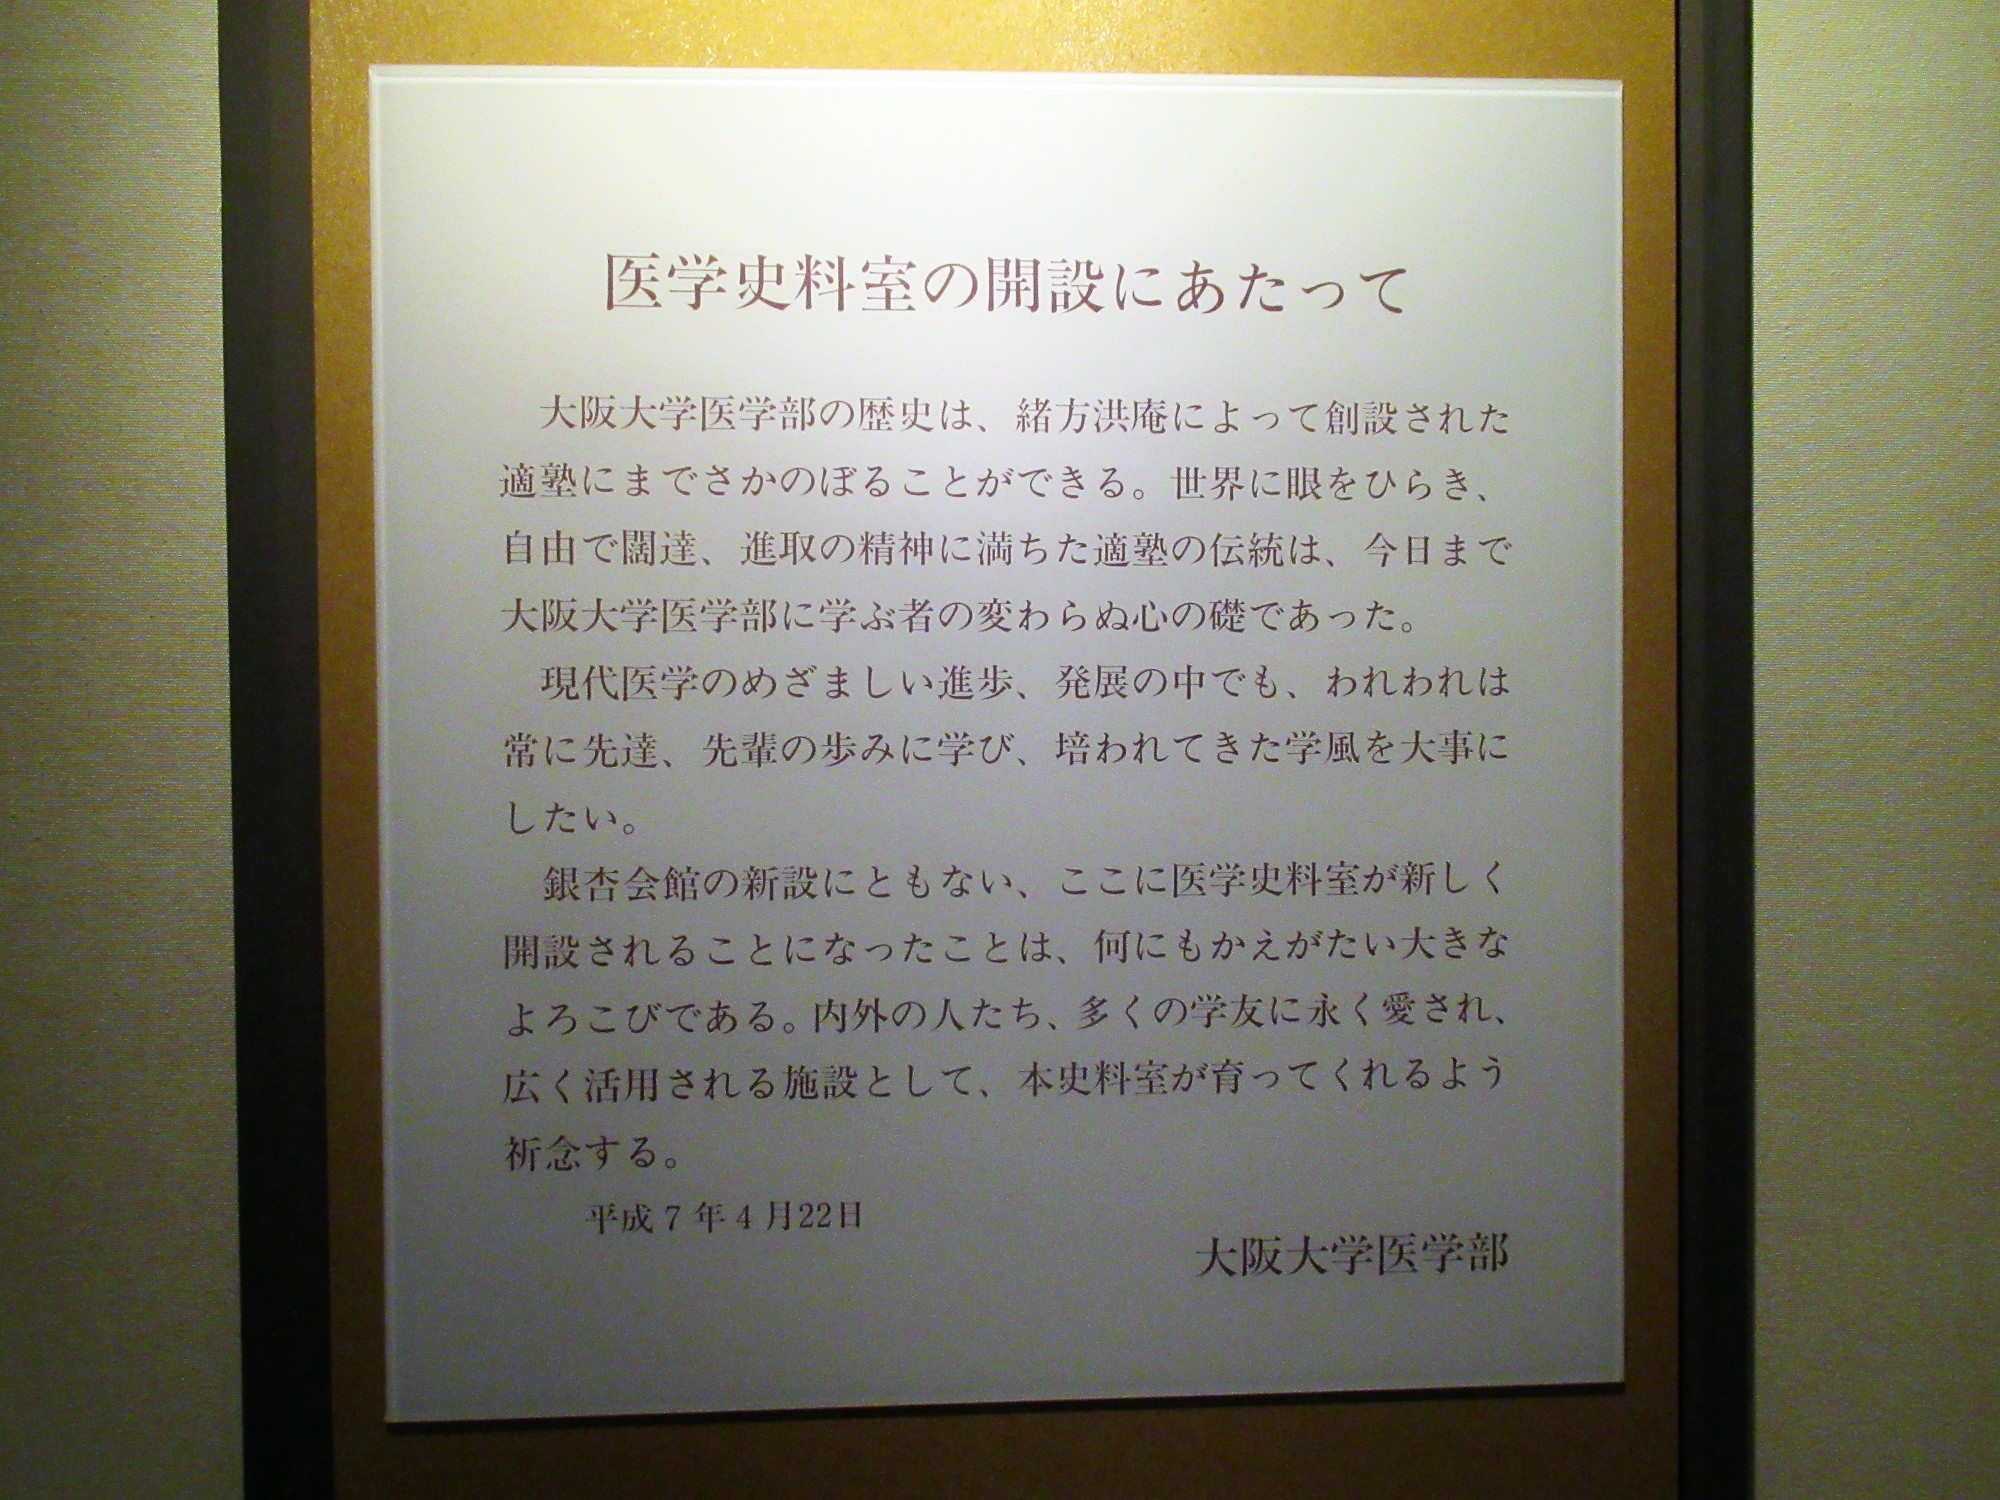 医学史料室の開設にあたって
大阪大学医学部の歴史は、緒方洪庵によって創設された
適塾にまでさかのぼることができる。世界に眼をひらき、
自由で闊達、進取の精神に満ちた適塾の伝統は、今日まで
大阪大学医学部に学ぶ者の変わらぬ心の礎であった。
現代医学のめざましい進歩、発展の中でも、われわれは
常に先達、先輩の歩みに学び、培われてきた学風を大事に
したい。
銀杏会館の新設にともない、ここに医学史料室が新しく
開設されることになったことは、何にもかえがたい大きな
よろこびである。内外の人たち、多くの学友に永く愛され、
広く活用される施設として、本史料室が育ってくれるよう
祈念する。
平成7年4月22日
大阪大学医学部